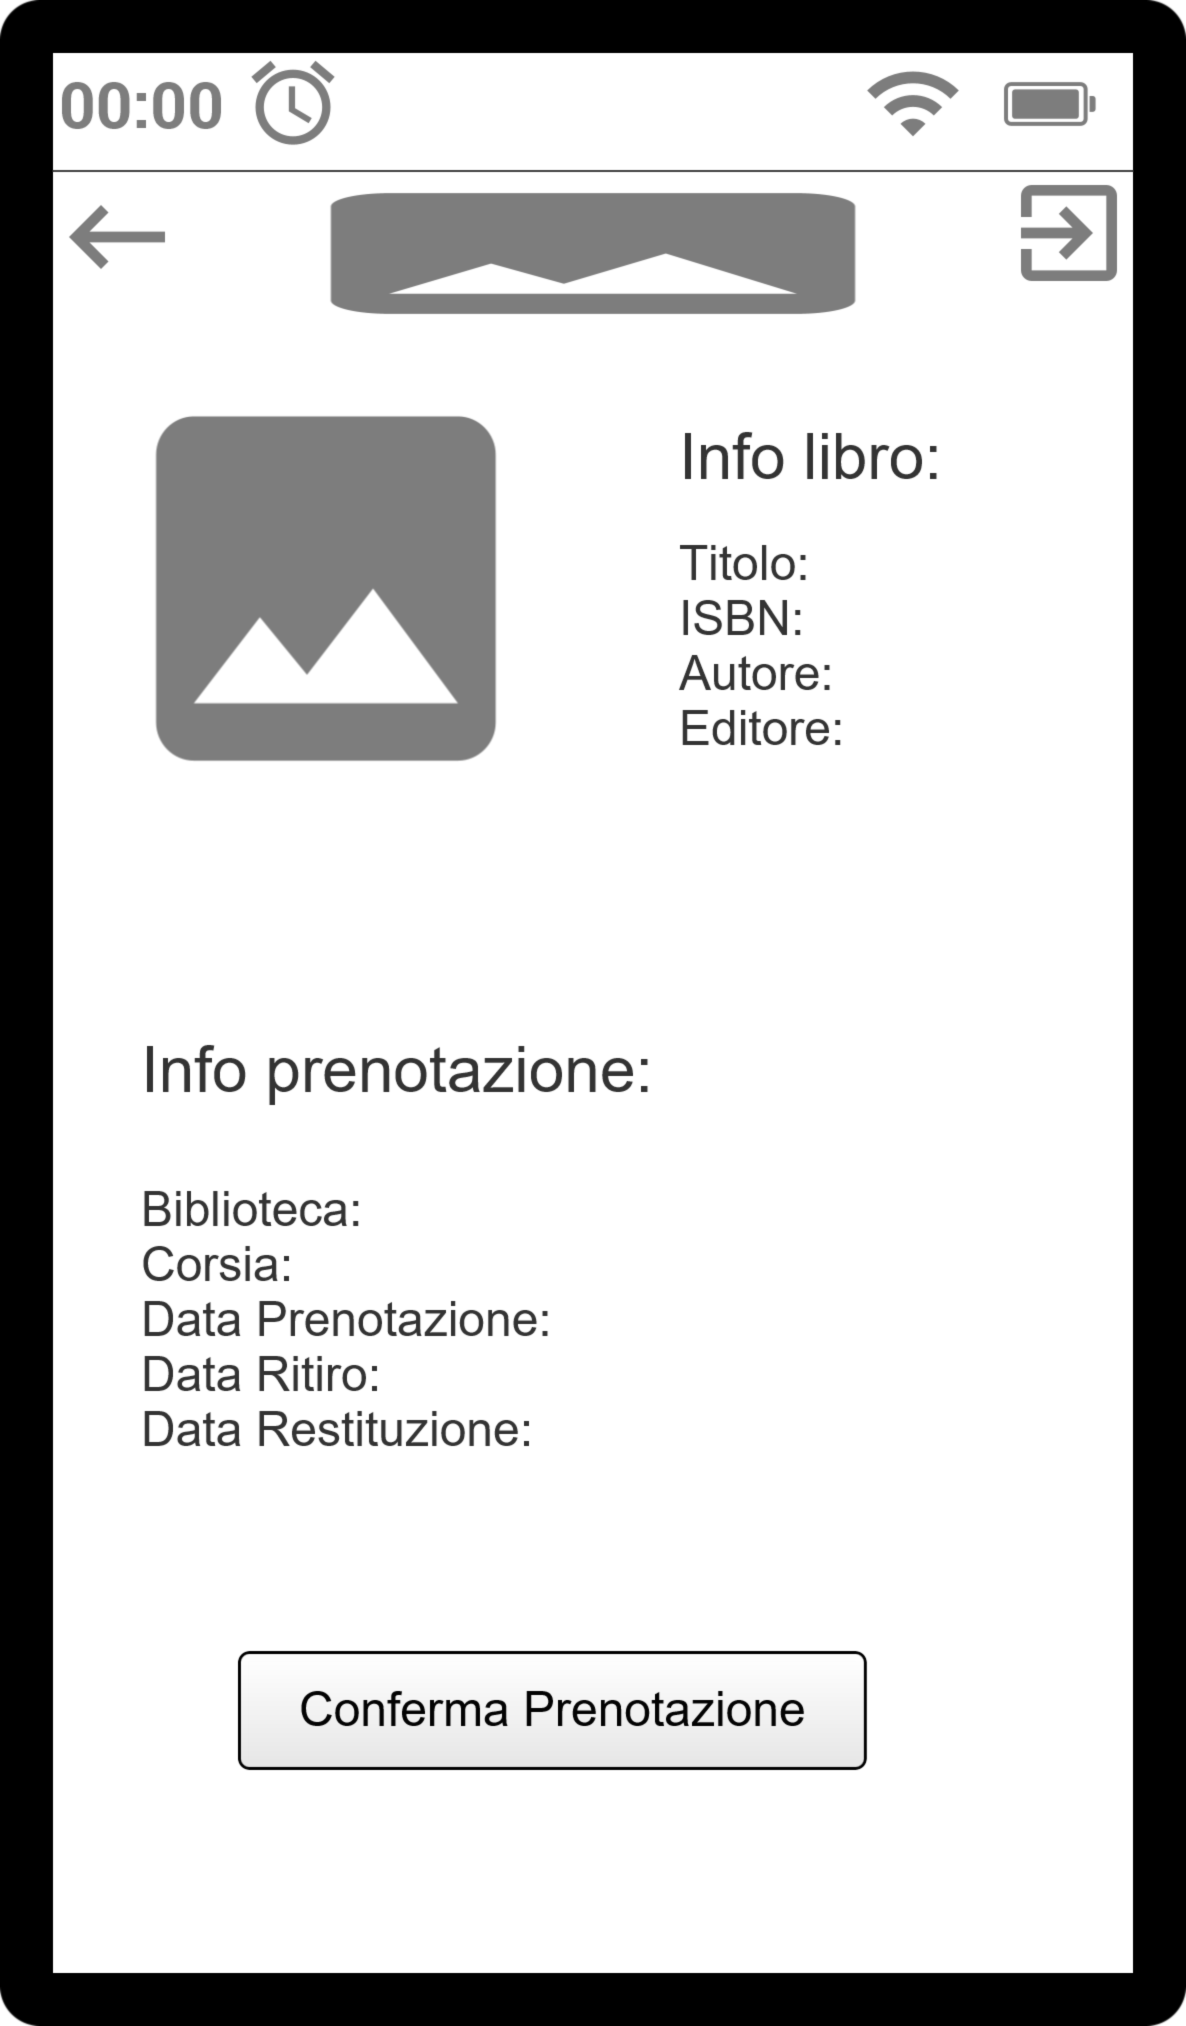 00:00
Info libro:
Titolo:
ISBN:
Autore:
Editore:
Info prenotazione:
Biblioteca:
Corsia:
Data Prenotazione:
Data Ritiro:
Data Restituzione:
Conferma Prenotazione